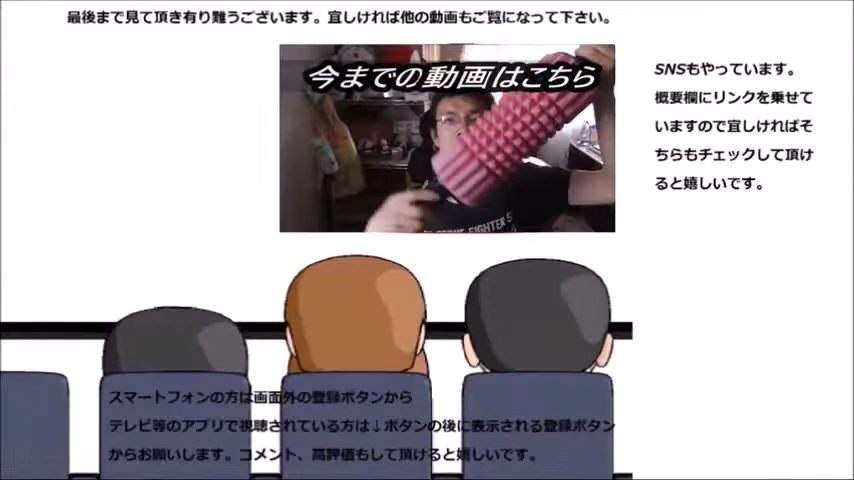 最後まで見て頂き有り難うございます。宜しければ他の動画もご覧になって下さい。
今までの動画はこちら
SNSもやっています。
概要欄にリンクを乗せて
いますので宜しければそ
ちらもチェックして頂け
ると嬉しいです。
FIGHTER
スマートフォンの方は画面外の登録ボタンから
テレビ等のアプリで視聴されている方は↓ボタンの後に表示される登録ボタン
からお願いします。コメント、高評価もして頂けると嬉しいです。